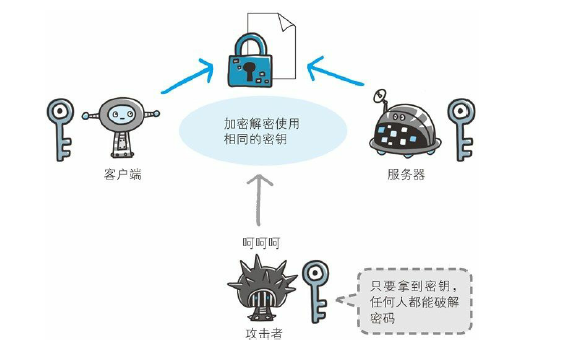 加密解密使用
相同的密钥
客户端
服务器
呵呵呵
只要拿到密钥，
任何人都能破解
密码
攻击者